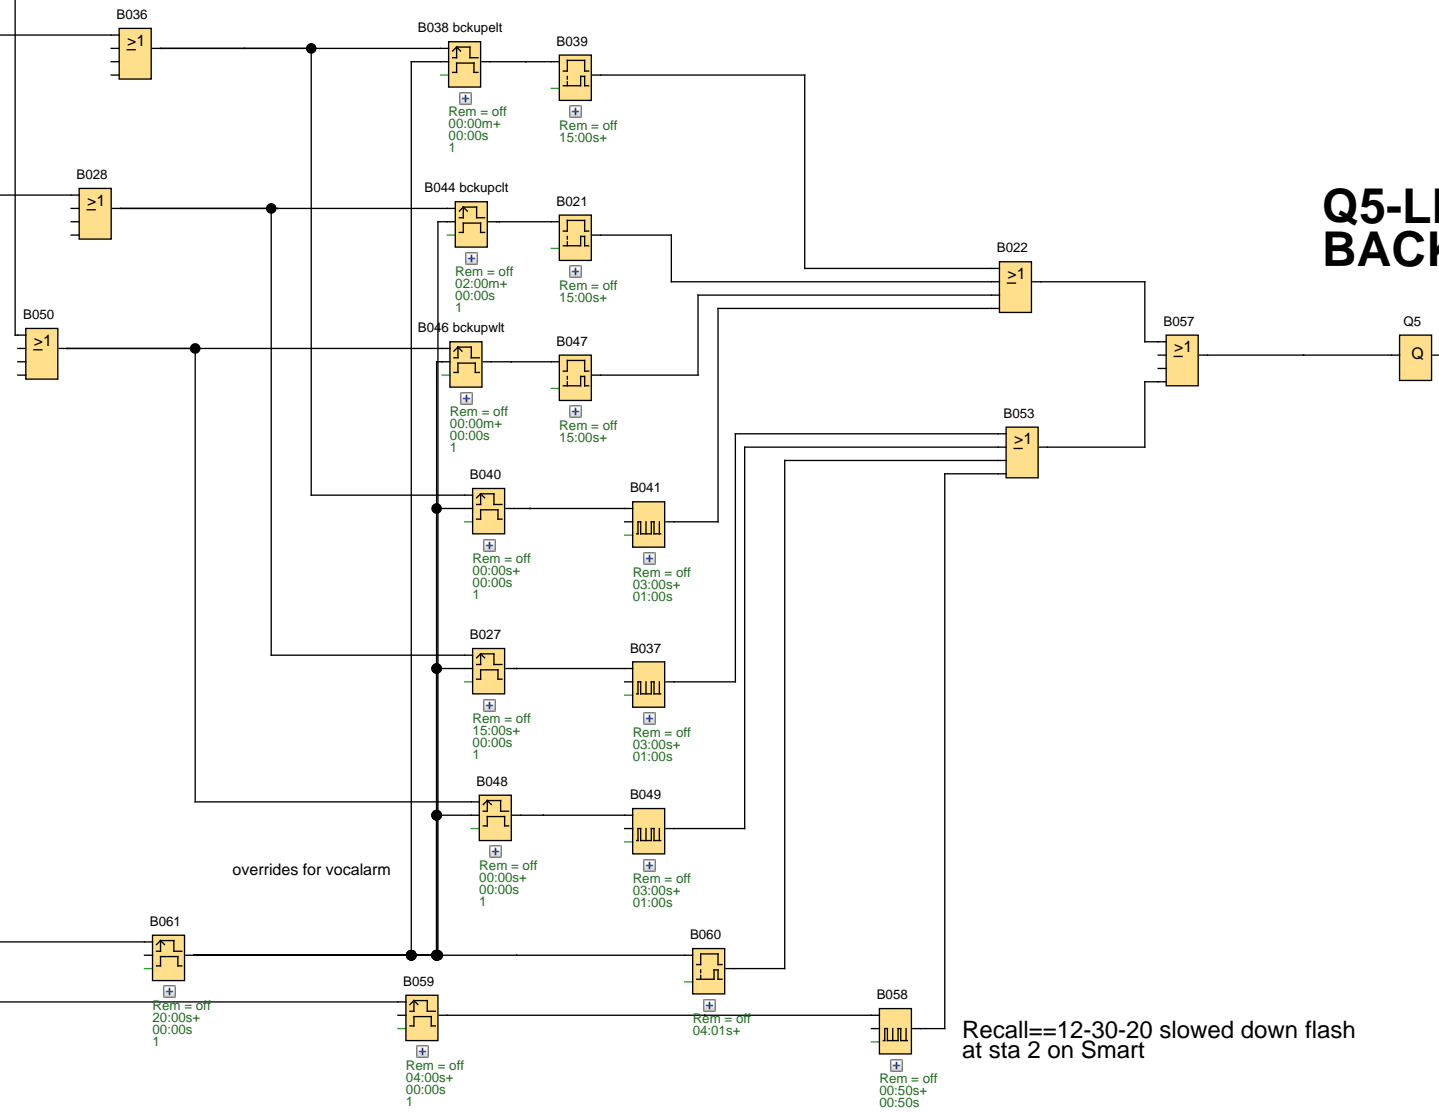 B036
≥1
B038 bckupelt
Rem = off
00:00m+
00:00s
1
B039
Rem = off
15:00s+
B028
≥1
B044 bckupclt
Rem = off
02:00m+
00:00s
1
B021
Rem = off
15:00s+
Q5-L
BACK
B022
≥1
B050
≥1
B046 bckupwlt
Rem = off
00:00m+
00:00s
1
B047
Rem = off
15:00s+
B057
≥1
Q5
Q
B053
≥1
B040
Rem = off
00:00s+
00:00s
1
B041
Rem = off
03:00s+
01:00s
B027
Rem = off
15:00s+
00:00s
1
B037
Rem = off
03:00s+
01:00s
B048
Rem = off
00:00s+
00:00s
1
B049
Rem = off
03:00s+
01:00s
overrides for vocalarm
B061
Rem = off
20:00s+
00:00s
1
B060
Rem = off
04:01s+
B059
Rem = off
04:00s+
00:00s
1
B058
Rem = off
00:50s+
00:50s
Recall==12-30-20 slowed down flash
at sta 2 on Smart